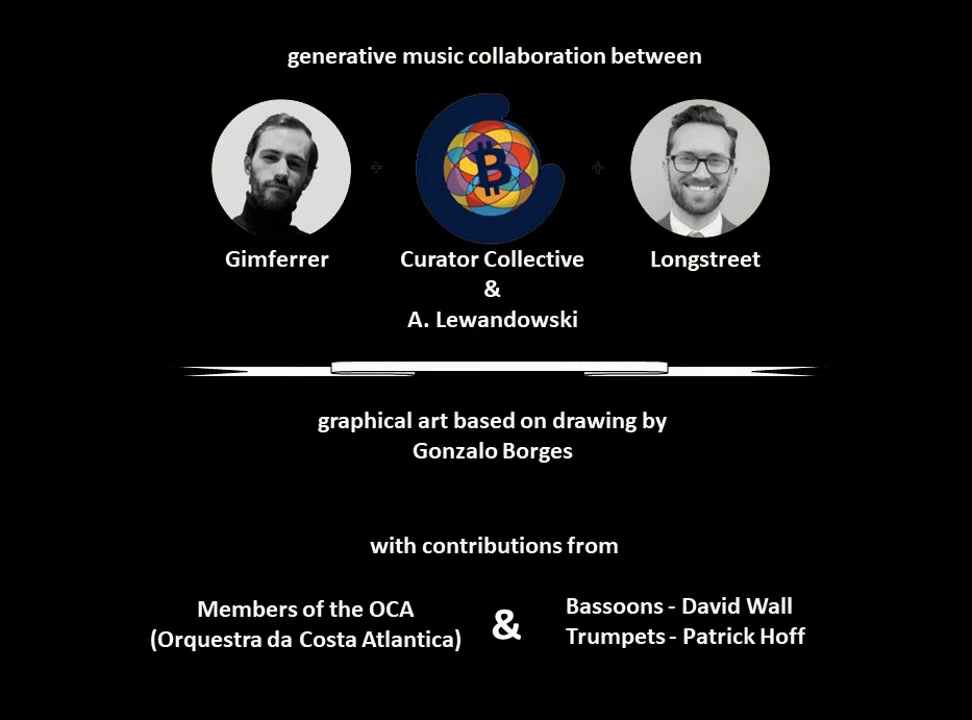 generative music collaboration between
+ +
Gimferrer Curator Collective Longstreet
&
A. Lewandowski
graphical art based on drawing by
Gonzalo Borges
with contributions from
Members of the OCA
(Orquestra da Costa Atlantica)
&
Bassoons - David Wall
Trumpets - Patrick Hoff